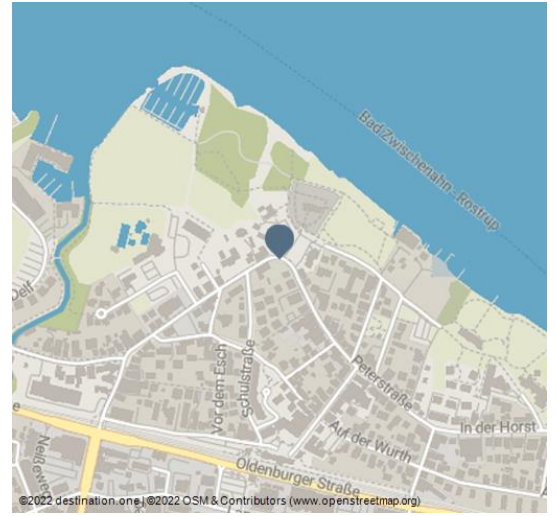 Bad Zwischenahn - Rostrup
Delf
Vor dem Esch
Schulstraße
Peterstraße
In der Horst
Auf der Wurth
Oldenburger Straße
©2022 destination.one | ©2022 OSM & Contributors (www.openstreetmap.org)